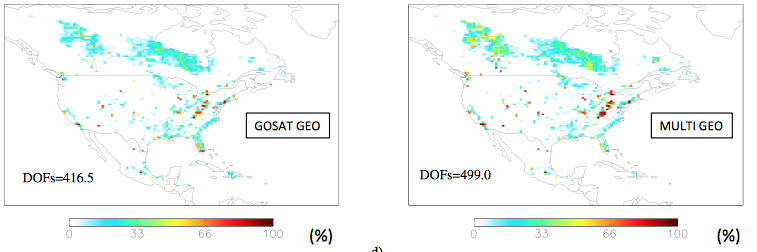 GOSAT GEO
DOFs=416.5
0 33 66 100 (%)
MULTI GEO
DOFs=499.0
0 33 66 100 (%)
d)